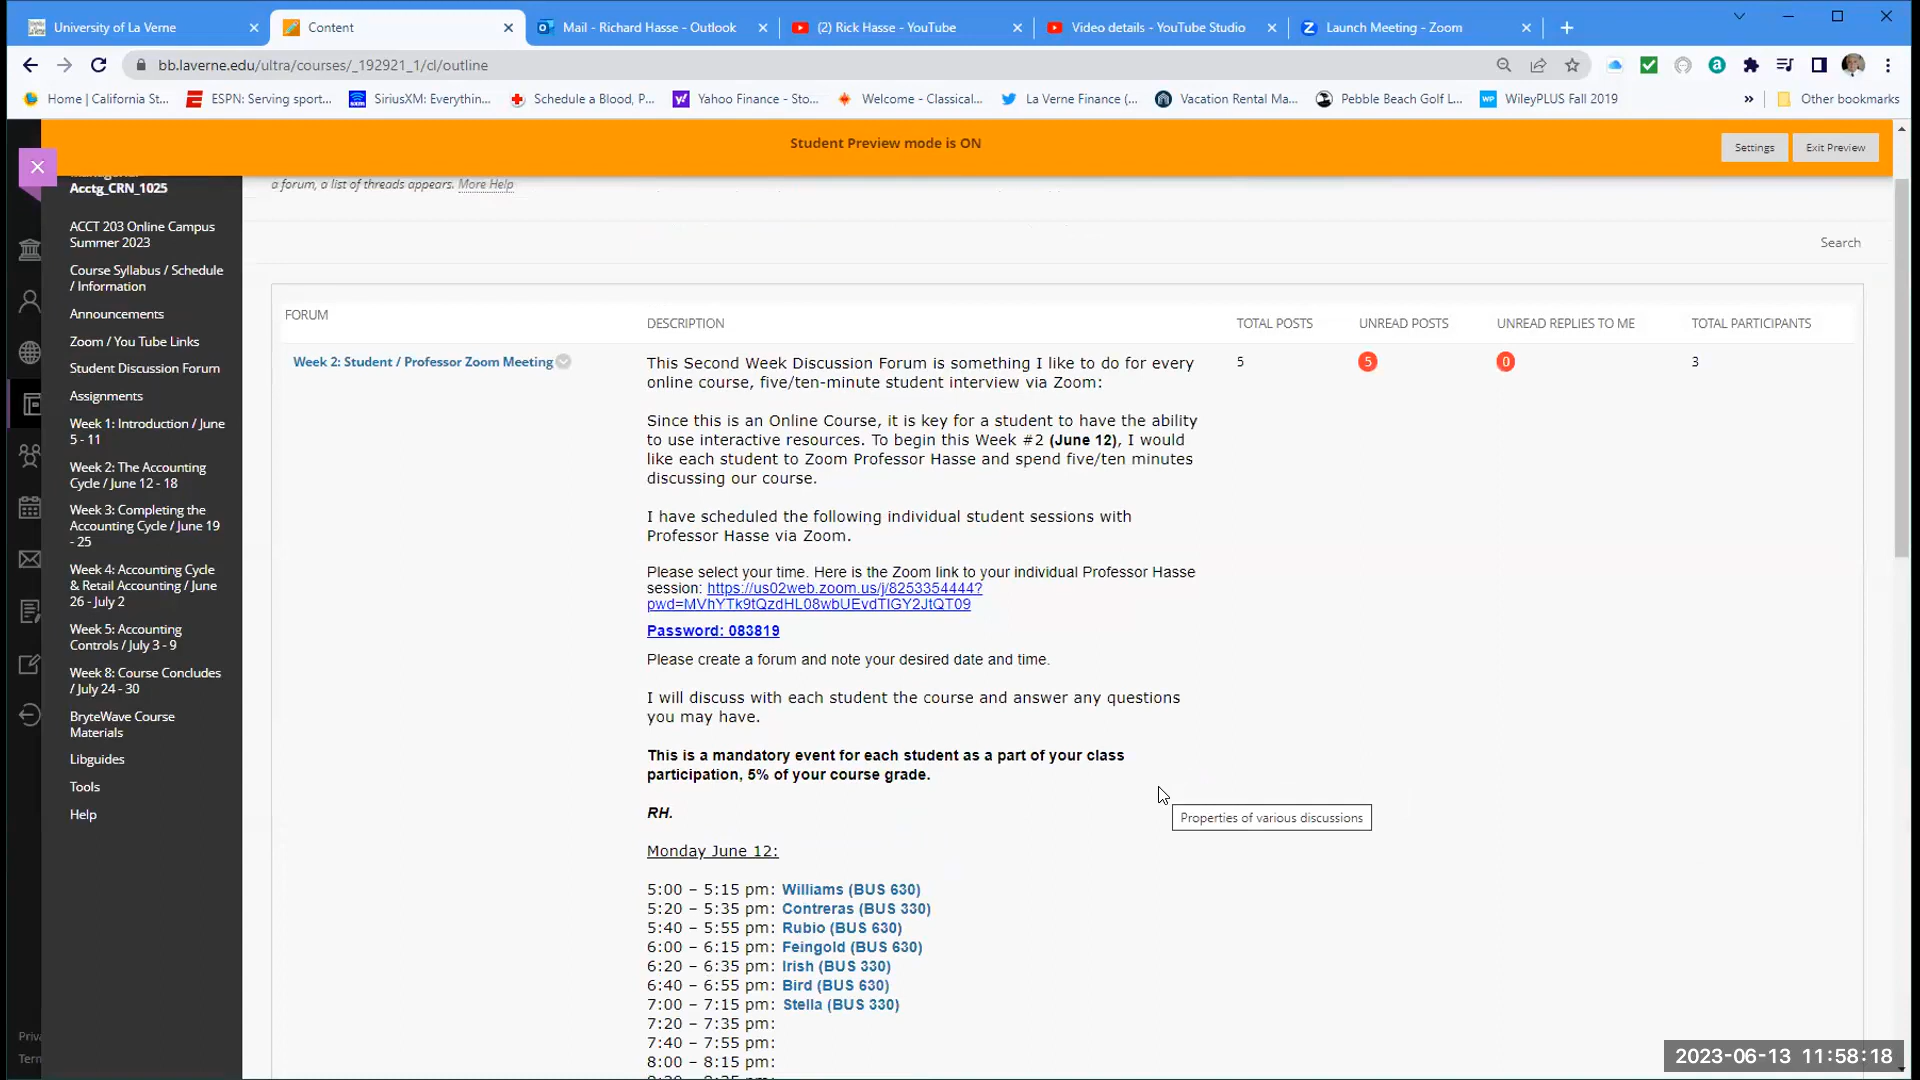 University of La Verne
Content
Mail - Richard Hasse - Outlook
(2) Rick Hasse - YouTube
Video details - YouTube Studio
Launch Meeting - Zoom
bb.laverne.edu/ultra/courses/_192921_1/cl/outline
Home | California St...
ESPN: Serving sport...
SiriusXM: Everythin...
Schedule a Blood, P...
Yahoo Finance - Sto...
Welcome - Classical...
La Verne Finance (...
Vacation Rental Ma...
Pebble Beach Golf L...
WileyPLUS Fall 2019
»
Other bookmarks
Student Preview mode is ON
Settings
Exit Preview
Acctg_CRN_1025
ACCT 203 Online Campus
Summer 2023
Course Syllabus / Schedule
/ Information
Announcements
Zoom / You Tube Links
Student Discussion Forum
Assignments
Week 1: Introduction / June
5 - 11
Week 2: The Accounting
Cycle / June 12 - 18
Week 3: Completing the
Accounting Cycle / June 19
- 25
Week 4: Accounting Cycle
& Retail Accounting / June
26 - July 2
Week 5: Accounting
Controls / July 3 - 9
Week 8: Course Concludes
/ July 24 - 30
BryteWave Course
Materials
Libguides
Tools
Help
Priva
Term
a forum, a list of threads appears. More Help
Search
FORUM
DESCRIPTION
TOTAL POSTS
UNREAD POSTS
UNREAD REPLIES TO ME
TOTAL PARTICIPANTS
Week 2: Student / Professor Zoom Meeting
5
5
0
3
This Second Week Discussion Forum is something I like to do for every
online course, five/ten-minute student interview via Zoom:
Since this is an Online Course, it is key for a student to have the ability
to use interactive resources. To begin this Week #2 (June 12), I would
like each student to Zoom Professor Hasse and spend five/ten minutes
discussing our course.
I have scheduled the following individual student sessions with
Professor Hasse via Zoom.
Please select your time. Here is the Zoom link to your individual Professor Hasse
session: https://us02web.zoom.us/j/8253354444?
pwd=MVhYTk9tQzdHL08wbUEvdTlGY2JtQT09
Password: 083819
Please create a forum and note your desired date and time.
I will discuss with each student the course and answer any questions
you may have.
This is a mandatory event for each student as a part of your class
participation, 5% of your course grade.
RH.
Properties of various discussions
Monday June 12:
5:00 – 5:15 pm: Williams (BUS 630)
5:20 – 5:35 pm: Contreras (BUS 330)
5:40 – 5:55 pm: Rubio (BUS 630)
6:00 – 6:15 pm: Feingold (BUS 630)
6:20 – 6:35 pm: Irish (BUS 330)
6:40 – 6:55 pm: Bird (BUS 630)
7:00 – 7:15 pm: Stella (BUS 330)
7:20 – 7:35 pm:
7:40 – 7:55 pm:
8:00 – 8:15 pm:
2023-06-13 11:58:18